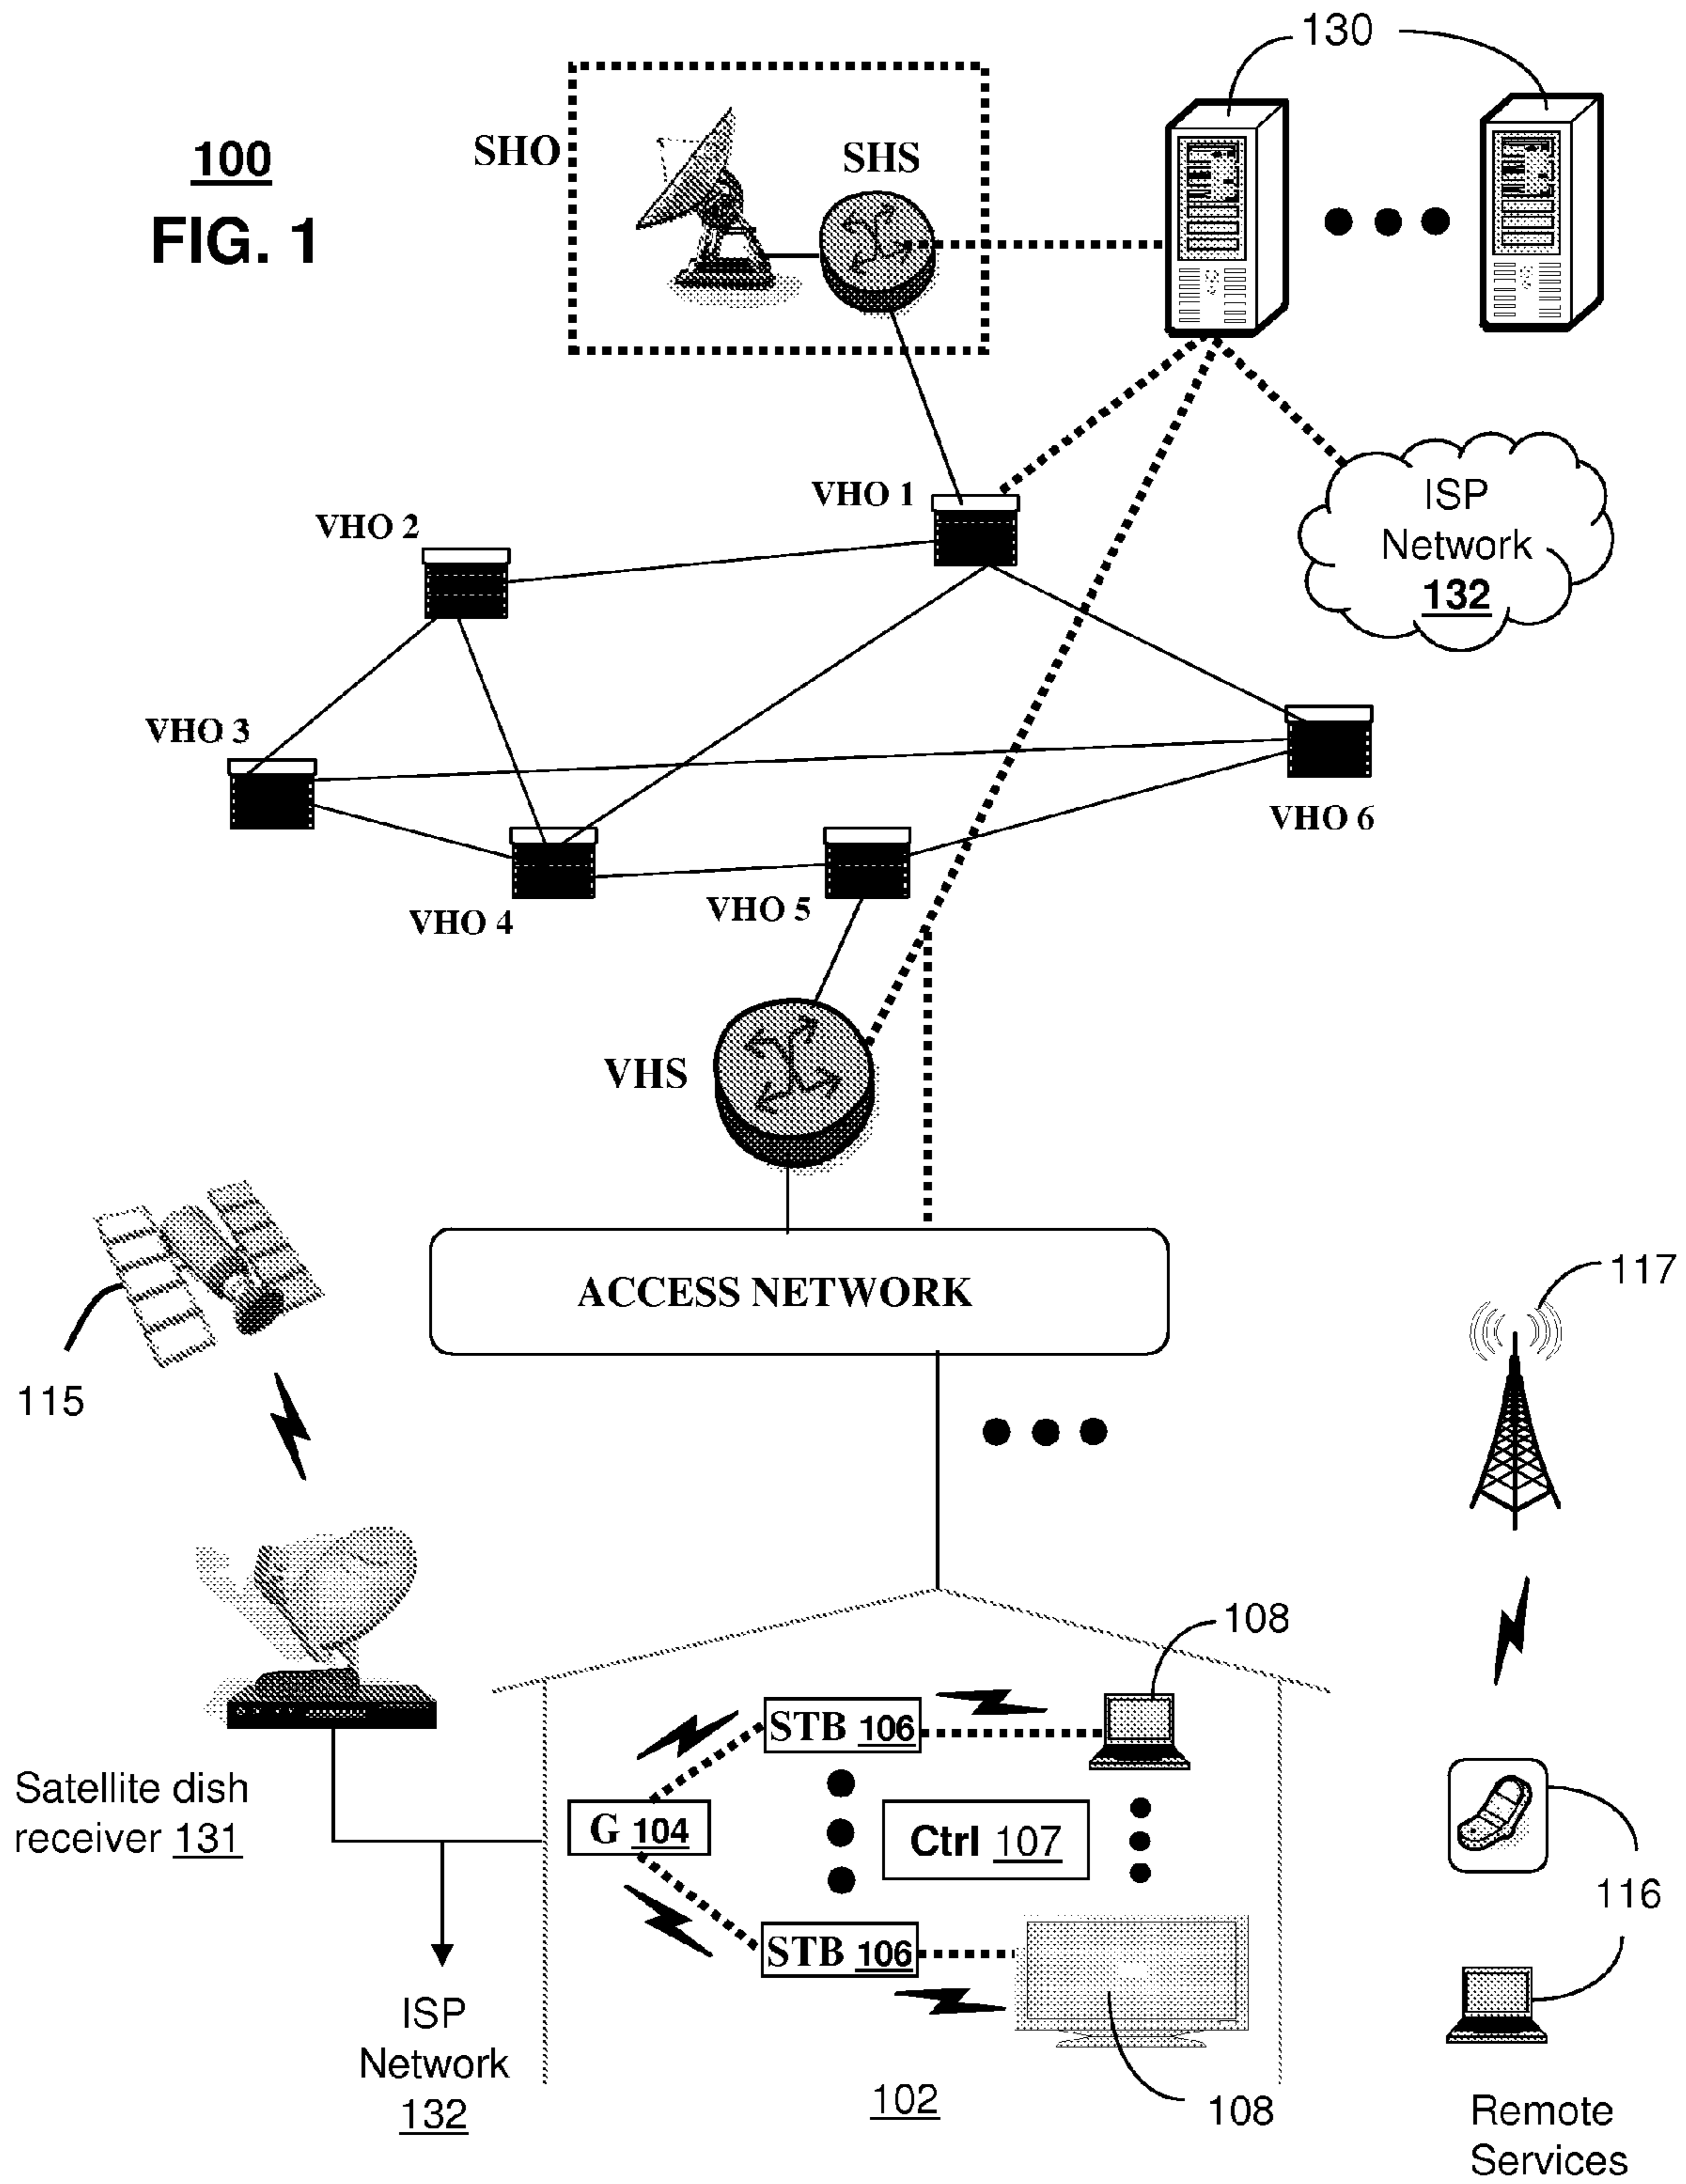 130
100
FIG. 1
SHO
SHS
VHO 1
ISP
Network
132
VHO 2
VHO 3
VHO 6
VHO 4
VHO 5
VHS
ACCESS NETWORK
117
115
108
STB 106
Satellite dish
receiver 131
G 104
Ctrl 107
116
STB 106
ISP
Network
132
102
108
Remote
Services